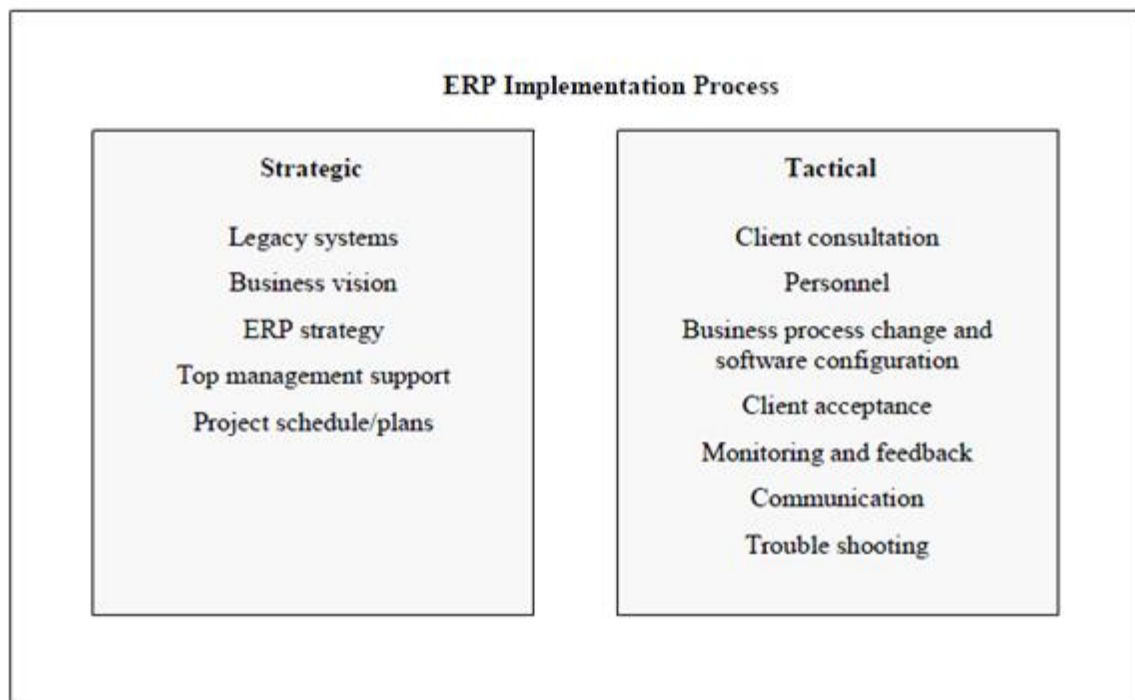 ERP Implementation Process
Strategic
Legacy systems
Business vision
ERP strategy
Top management support
Project schedule/plans
Tactical
Client consultation
Personnel
Business process change and
software configuration
Client acceptance
Monitoring and feedback
Communication
Trouble shooting